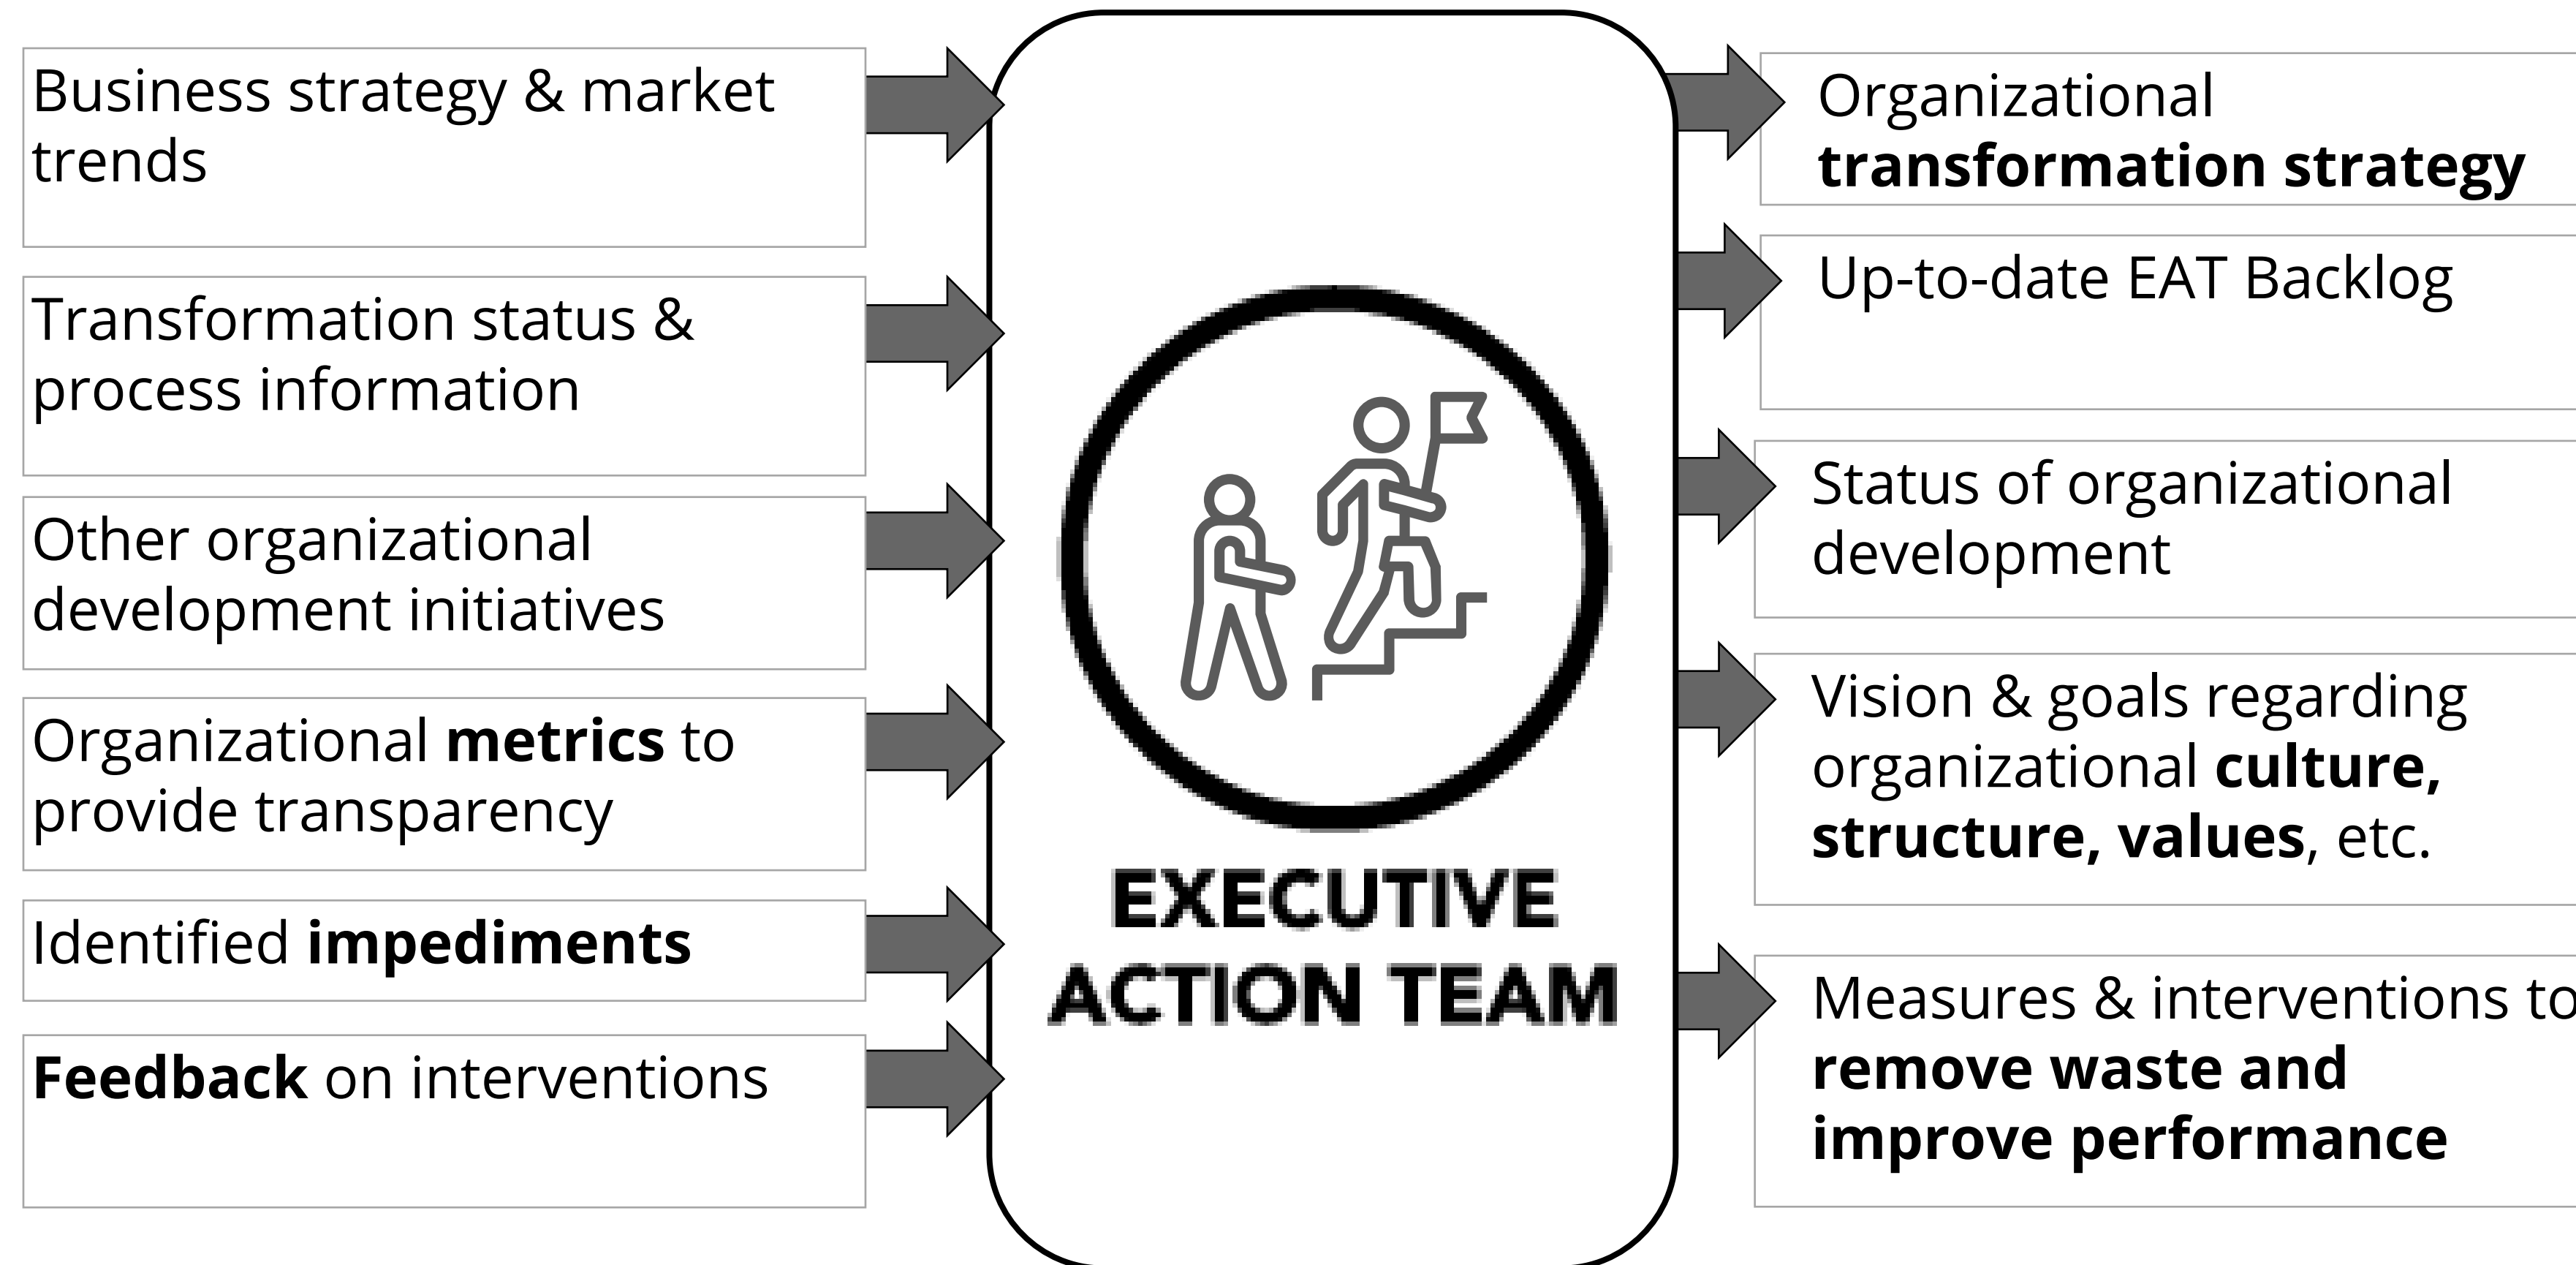 Business strategy & market
trends
Transformation status &
process information
Other organizational
development initiatives
Organizational metrics to
provide transparency
Identified impediments
Feedback on interventions
EXECUTIVE
ACTION TEAM
Organizational
transformation strategy
Up-to-date EAT Backlog
Status of organizational
development
Vision & goals regarding
organizational culture,
structure, values, etc.
Measures & interventions to
remove waste and
improve performance